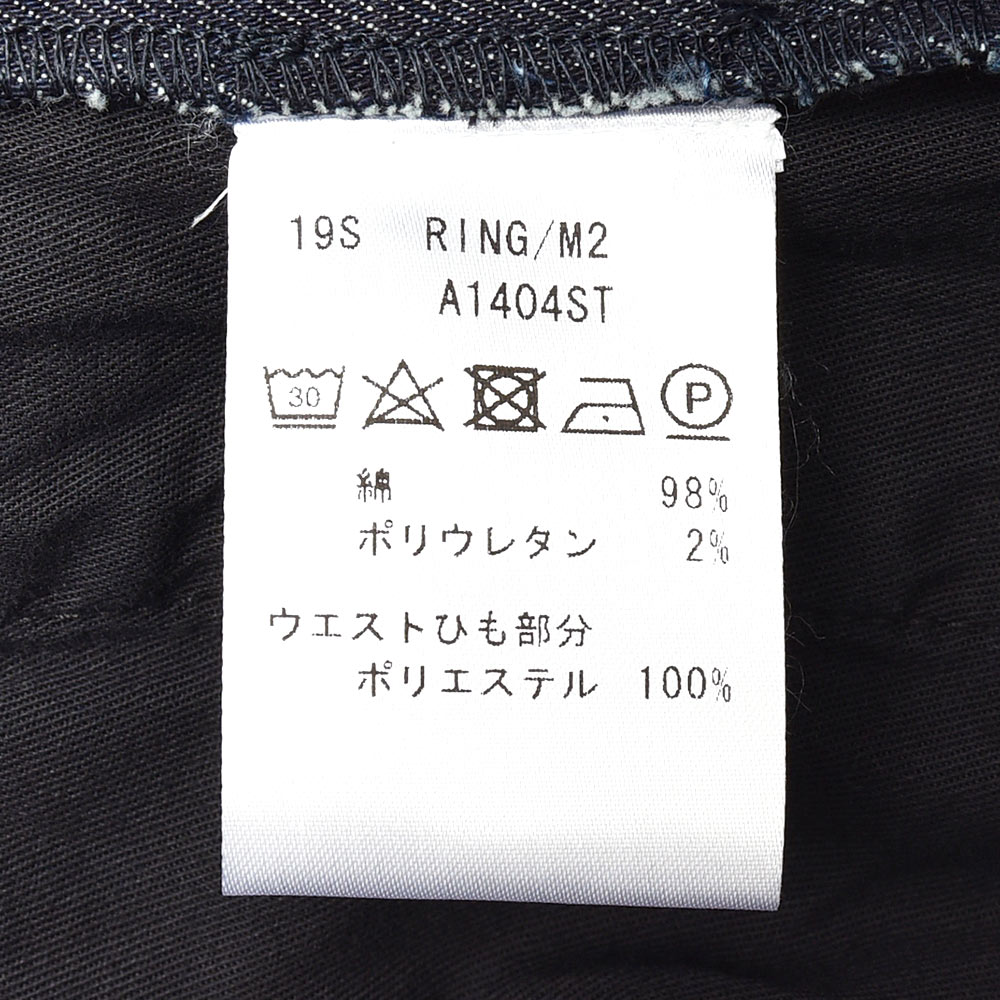 19S RING/M2
A1404ST
30 P
綿 98%
ポリウレタン 2%
ウエストひも部分
ポリエステル 100%